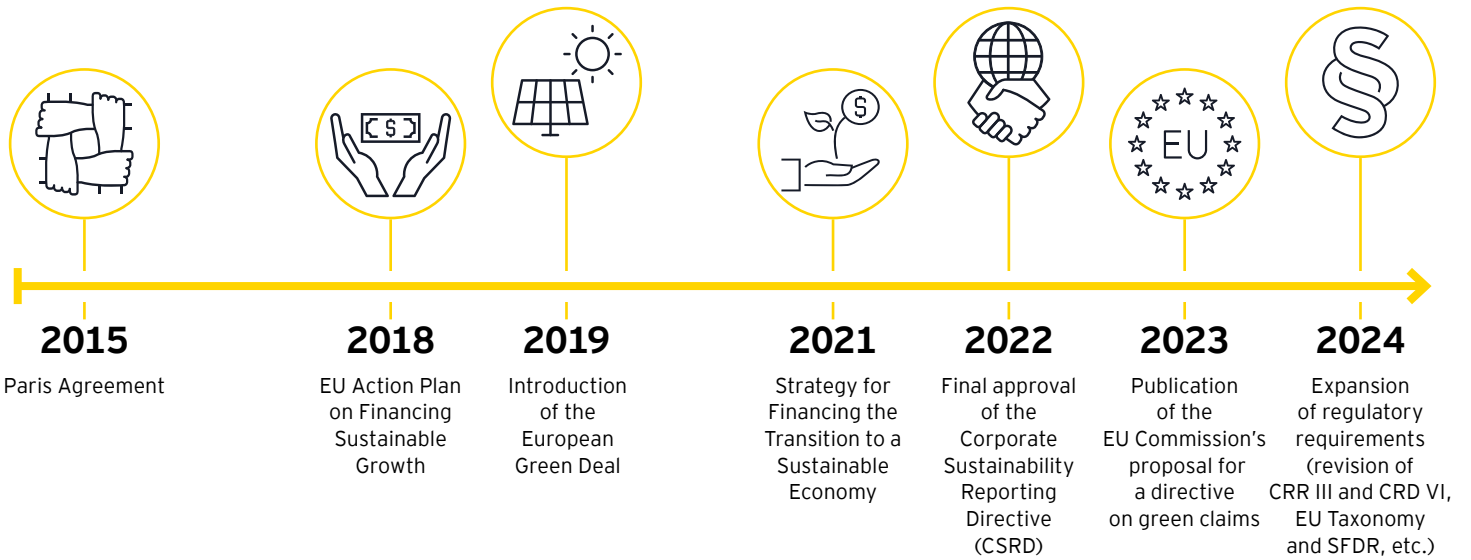 $
$
EU
2015
Paris Agreement
2018
EU Action Plan
on Financing
Sustainable
Growth
2019
Introduction
of the
European
Green Deal
2021
Strategy for
Financing the
Transition to a
Sustainable
Economy
2022
Final approval
of the
Corporate
Sustainability
Reporting
Directive
(CSRD)
2023
Publication
of the
EU Commission’s
proposal for
a directive
on green claims
2024
Expansion
of regulatory
requirements
(revision of
CRR III and CRD VI,
EU Taxonomy
and SFDR, etc.)
§